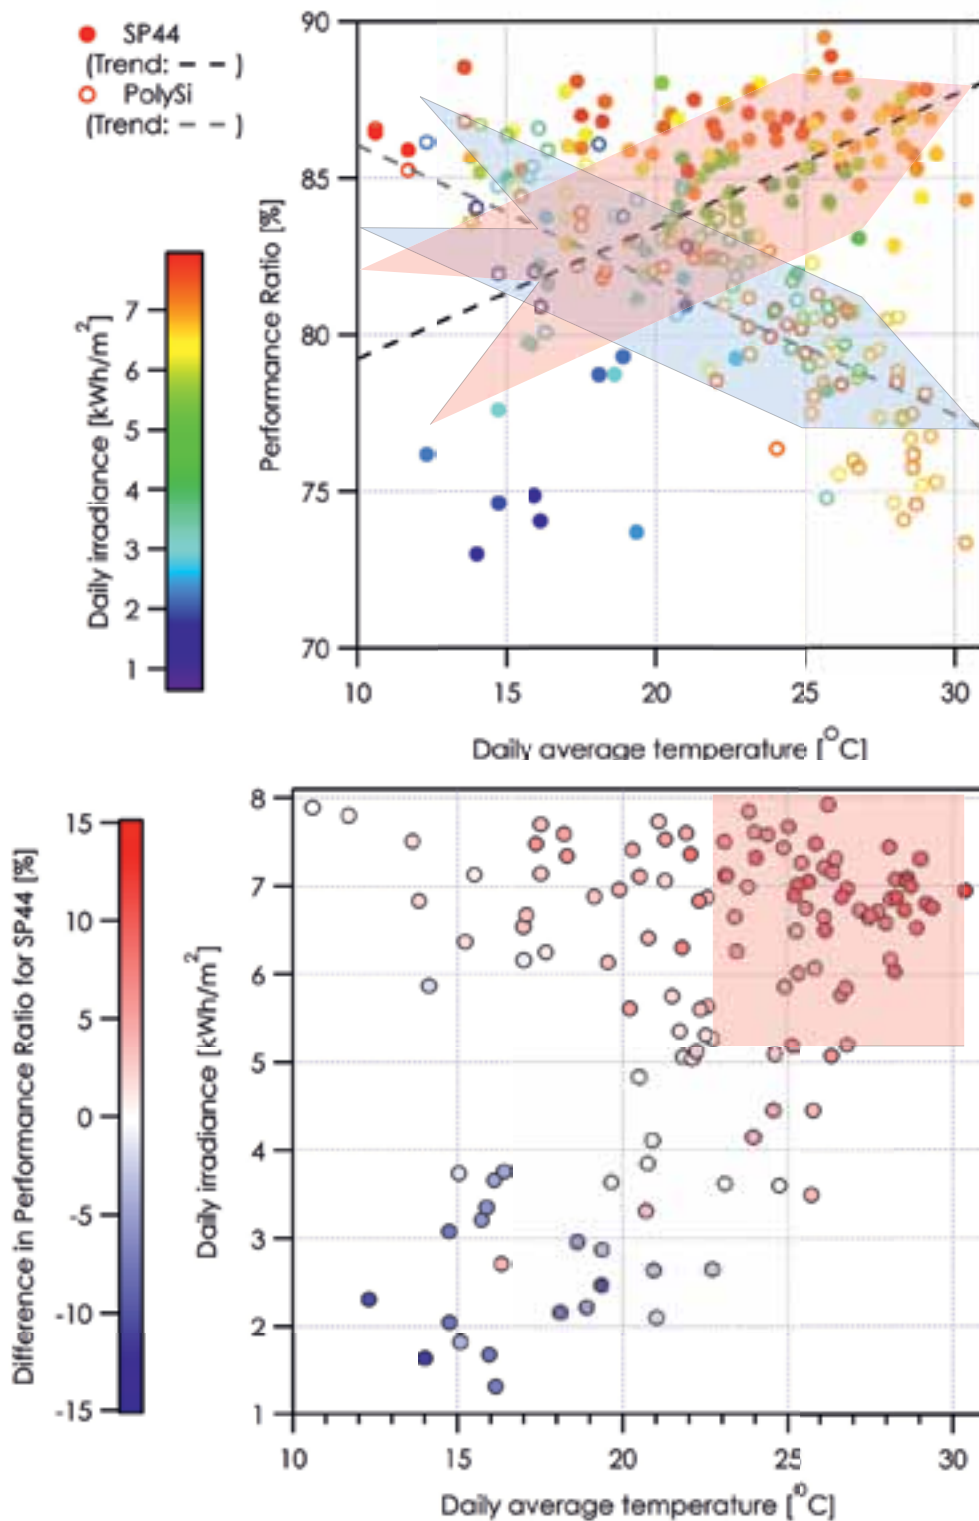 SP44
(Trend: – – )
PolySi
(Trend: – – )
Daily irradiance [kWh/m²]
7
6
5
4
3
2
1
Performance Ratio [%]
90
85
80
75
70
10 15 20 25 30
Daily average temperature [°C]
Difference in Performance Ratio for SP44 [%]
15
10
5
0
-5
-10
-15
Daily irradiance [kWh/m²]
8
7
6
5
4
3
2
1
10 15 20 25 30
Daily average temperature [°C]